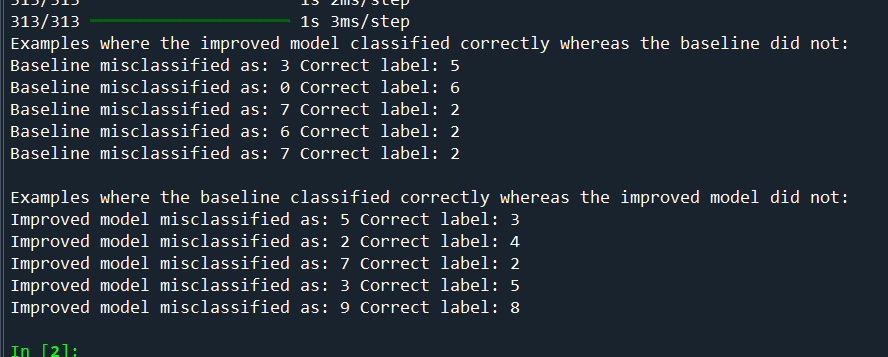 313/313 1s 2ms/step
313/313 ━━━━━━━━━━━━━━━━━━━━ 1s 3ms/step
Examples where the improved model classified correctly whereas the baseline did not:
Baseline misclassified as: 3 Correct label: 5
Baseline misclassified as: 0 Correct label: 6
Baseline misclassified as: 7 Correct label: 2
Baseline misclassified as: 6 Correct label: 2
Baseline misclassified as: 7 Correct label: 2
Examples where the baseline classified correctly whereas the improved model did not:
Improved model misclassified as: 5 Correct label: 3
Improved model misclassified as: 2 Correct label: 4
Improved model misclassified as: 7 Correct label: 2
Improved model misclassified as: 3 Correct label: 5
Improved model misclassified as: 9 Correct label: 8
In [2]: